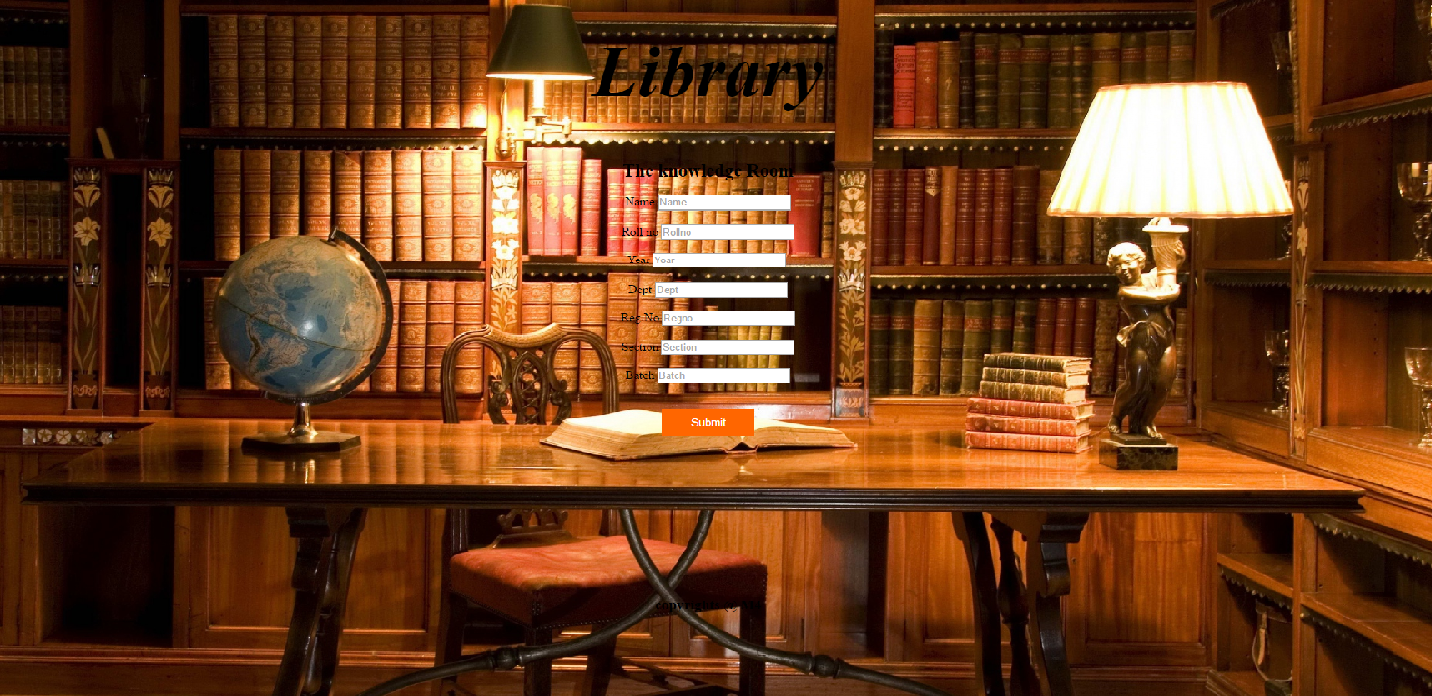 Library
The knowledge Room
Name Name
Roll no Rollno
Year Year
Dept Dept
Reg No Regno
Section Section
Batch Batch
Submit